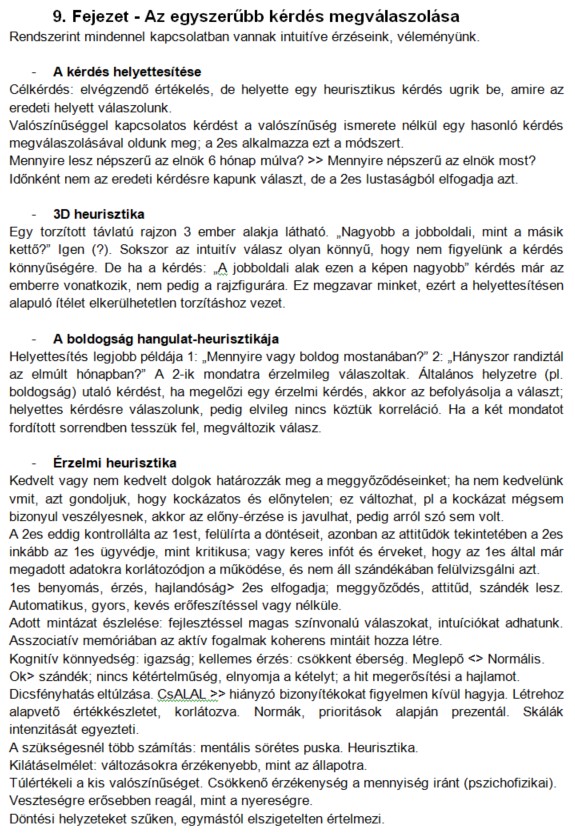 9. Fejezet - Az egyszerűbb kérdés megválaszolása
Rendszerint mindennel kapcsolatban vannak intuitíve érzéseink, véleményünk.
- A kérdés helyettesítése
Célkérdés: elvégzendő értékelés, de helyette egy heurisztikus kérdés ugrik be, amire az
eredeti helyett válaszolunk.
Valószínűséggel kapcsolatos kérdést a valószínűség ismerete nélkül egy hasonló kérdés
megválaszolásával oldunk meg; a 2es alkalmazza ezt a módszert.
Mennyire lesz népszerű az elnök 6 hónap múlva? >> Mennyire népszerű az elnök most?
Időnként nem az eredeti kérdésre kapunk választ, de a 2es lustaságból elfogadja azt.
- 3D heurisztika
Egy torzított távlatú rajzon 3 ember alakja látható. „Nagyobb a jobboldali, mint a másik
kettő?” Igen (?). Sokszor az intuitív válasz olyan könnyű, hogy nem figyelünk a kérdés
könnyűségére. De ha a kérdés: „A jobboldali alak ezen a képen nagyobb” kérdés már az
emberre vonatkozik, nem pedig a rajzfigurára. Ez megzavar minket, ezért a helyettesítésen
alapuló ítélet elkerülhetetlen torzításhoz vezet.
- A boldogság hangulat-heurisztikája
Helyettesítés legjobb példája 1: „Mennyire vagy boldog mostanában?” 2: „Hányszor randiztál
az elmúlt hónapban?” A 2-ik mondatra érzelmileg válaszoltak. Általános helyzetre (pl.
boldogság) utaló kérdést, ha megelőzi egy érzelmi kérdés, akkor az befolyásolja a választ;
helyettes kérdésre válaszolunk, pedig elvileg nincs köztük korreláció. Ha a két mondatot
fordított sorrendben tesszük fel, megváltozik válasz.
- Érzelmi heurisztika
Kedvelt vagy nem kedvelt dolgok határozzák meg a meggyőződéseinket; ha nem kedvelünk
vmit, azt gondoljuk, hogy kockázatos és előnytelen; ez változhat, pl a kockázat mégsem
bizonyul veszélyesnek, akkor az előny-érzése is javulhat, pedig arról szó sem volt.
A 2es eddig kontrollálta az 1est, felülírta a döntéseit, azonban az attitűdök tekintetében a 2es
inkább az 1es ügyvédje, mint kritikusa; vagy keres infót és érveket, hogy az 1es által már
megadott adatokra korlátozódjon a működése, és nem áll szándékában felülvizsgálni azt.
1es benyomás, érzés, hajlandóság> 2es elfogadja; meggyőződés, attitűd, szándék lesz.
Automatikus, gyors, kevés erőfeszítéssel vagy nélküle.
Adott mintázat észlelése: fejlesztéssel magas színvonalú válaszokat, intuíciókat adhatunk.
Asszociatív memóriában az aktív fogalmak koherens mintáit hozza létre.
Kognitív könnyedség: igazság; kellemes érzés: csökkent éberség. Meglepő <> Normális.
Ok> szándék; nincs kétértelműség, elnyomja a kételyt; a hit megerősítési a hajlamot.
Dicsfényhatás eltúlzása. CsALAL >> hiányzó bizonyítékokat figyelmen kívül hagyja. Létrehoz
alapvető értékkészletet, korlátozva. Normák, prioritások alapján prezentál. Skálák
intenzitását egyezteti.
A szükségesnél több számítás: mentális sörétes puska. Heurisztika.
Kilátáselmélet: változásokra érzékenyebb, mint az állapotra.
Túlértékeli a kis valószínűséget. Csökkenő érzékenység a mennyiség iránt (pszichofizikai).
Veszteségre erősebben reagál, mint a nyereségre.
Döntési helyzeteket szűken, egymástól elszigetelten értelmezi.